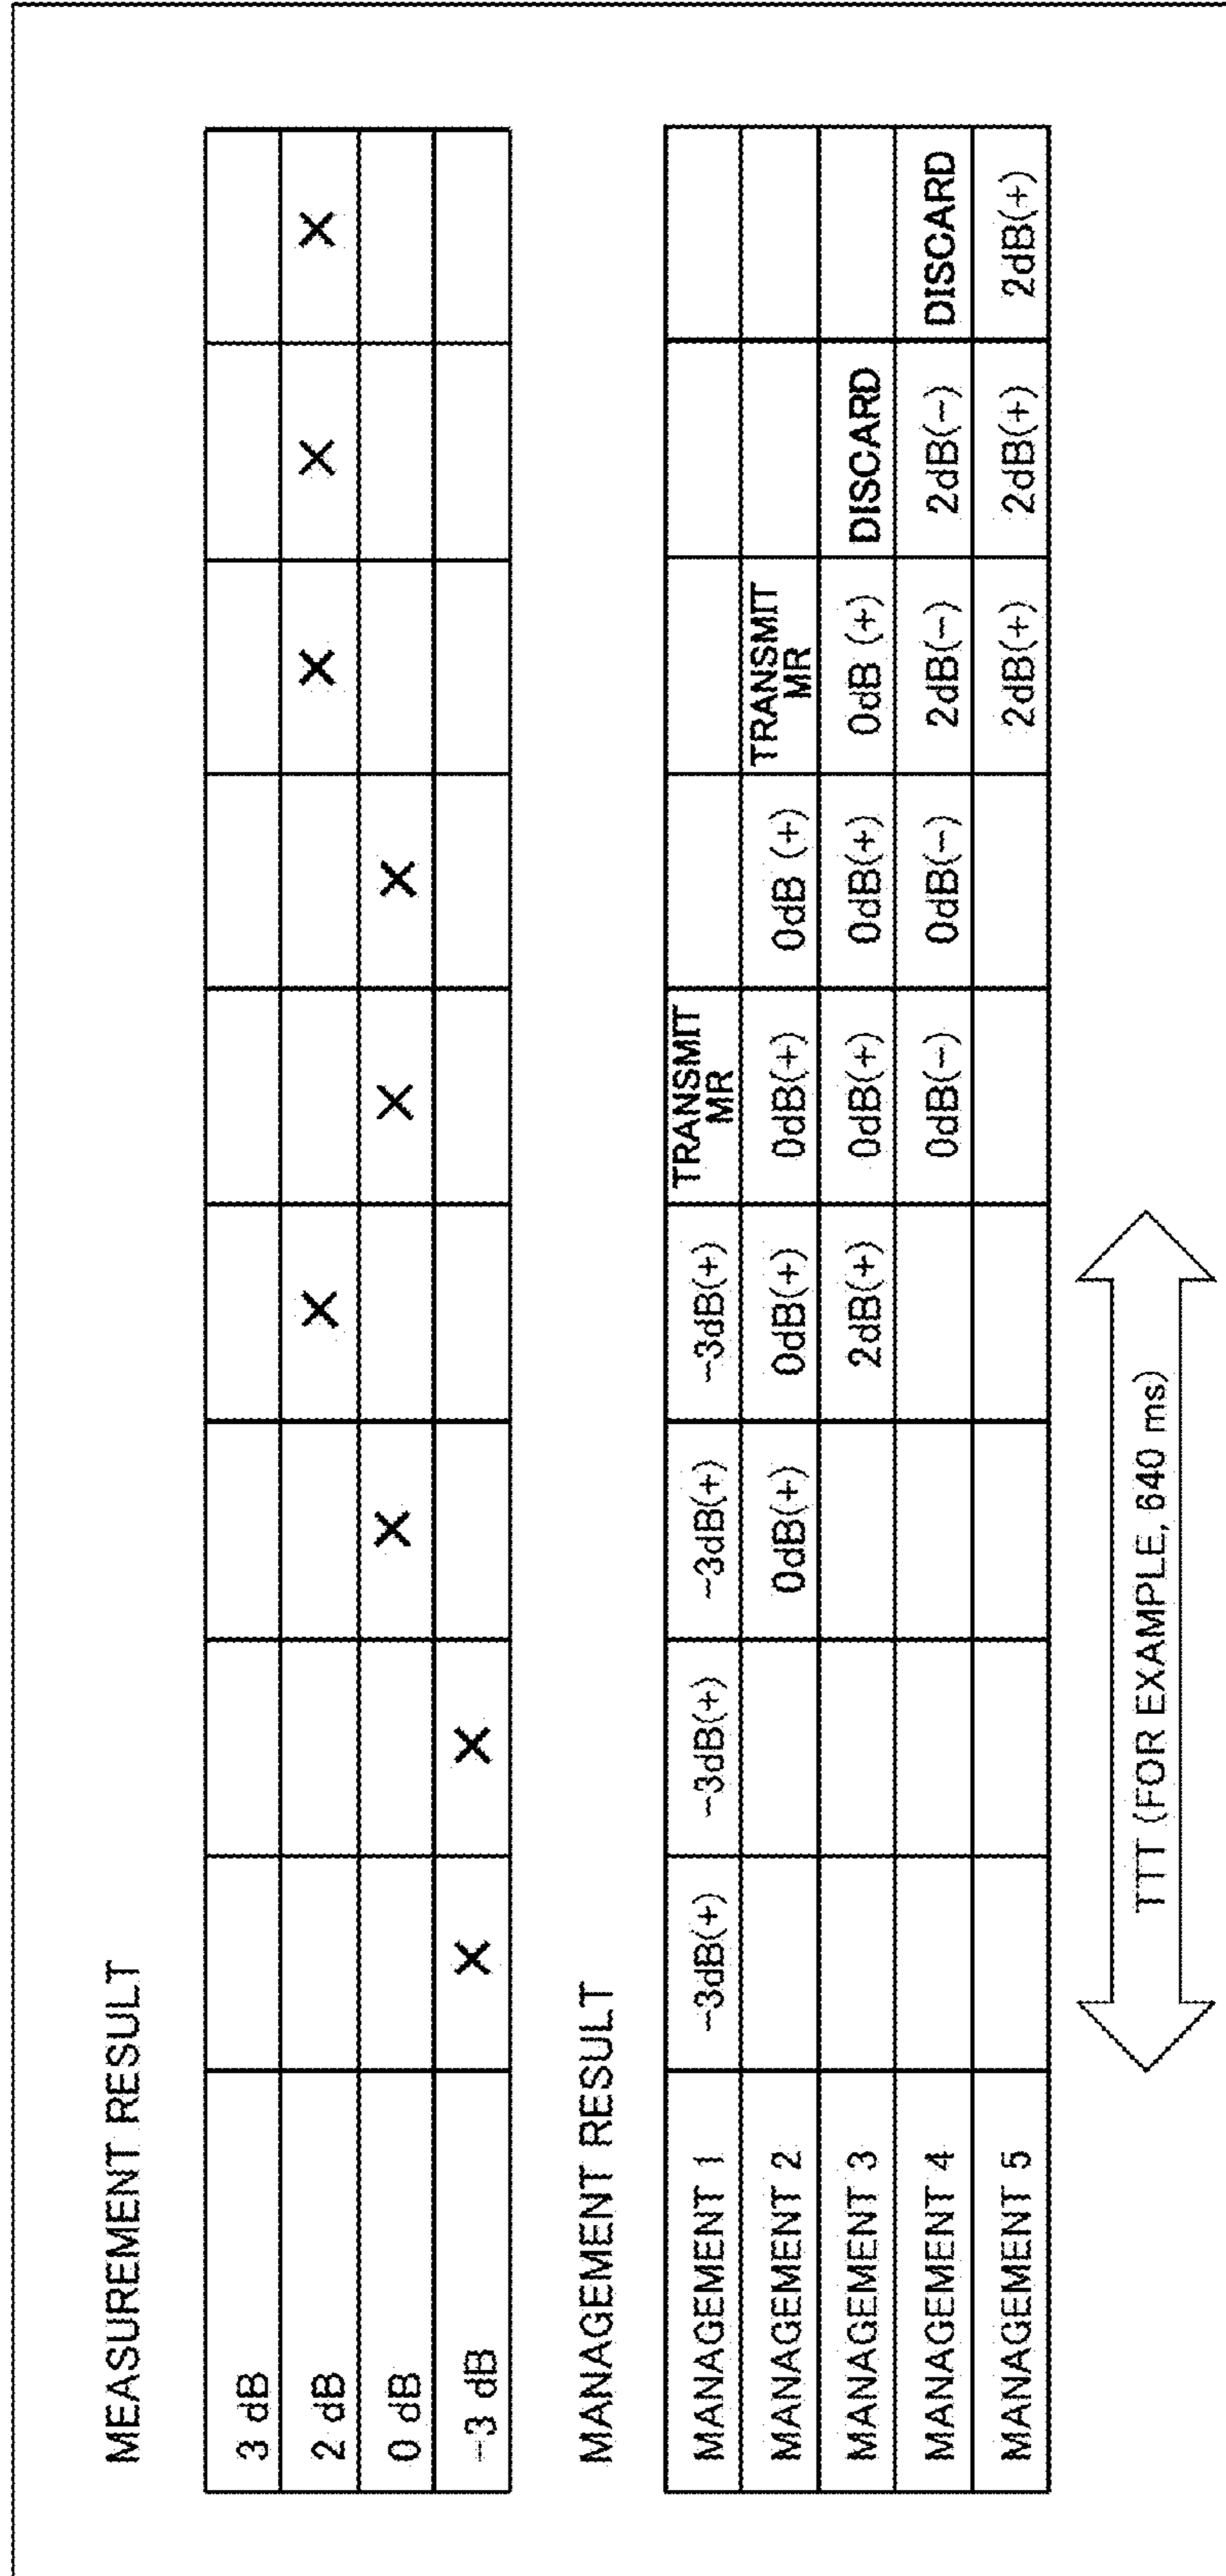 MEASUREMENT RESULT
3 dB
2 dB × × × ×
0 dB × × ×
-3 dB × ×
MANAGEMENT RESULT
MANAGEMENT 1 -3dB(+) -3dB(+) -3dB(+) -3dB(+) TRANSMIT MR
MANAGEMENT 2 0dB(+) 0dB(+) 0dB(+) 0dB (+) TRANSMIT MR
MANAGEMENT 3 2dB(+) 0dB(+) 0dB(+) 0dB (+) DISCARD
MANAGEMENT 4 0dB(-) 0dB(-) 2dB(-) 2dB(-) DISCARD
MANAGEMENT 5 2dB(+) 2dB(+) 2dB(+)
TTT (FOR EXAMPLE, 640 ms)